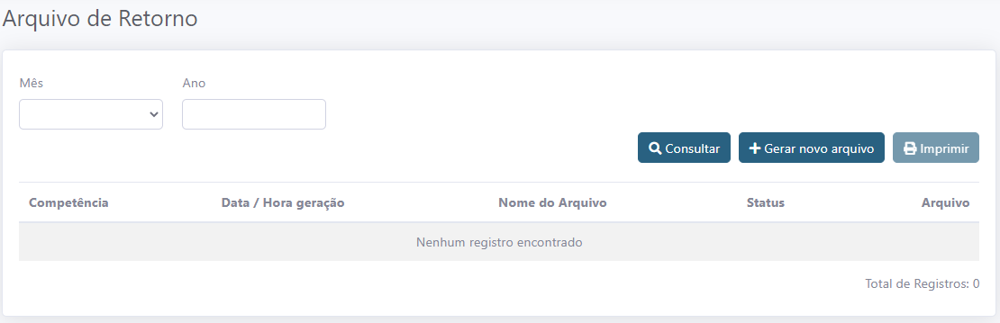 Arquivo de Retorno
Mês Ano
Consultar Gerar novo arquivo Imprimir
Competência Data / Hora geração Nome do Arquivo Status Arquivo
Nenhum registro encontrado
Total de Registros: 0